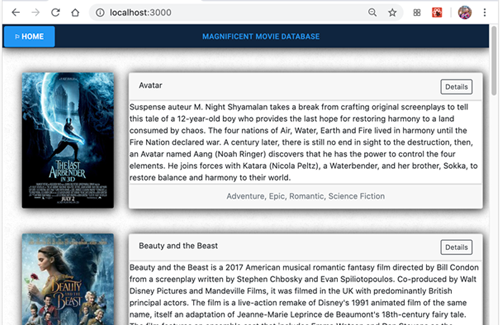 localhost:3000
HOME
MAGNIFICENT MOVIE DATABASE
THE LAST
AIRBENDER
IN 3D
JULY 2
Avatar
Details
Suspense auteur M. Night Shyamalan takes a break from crafting original screenplays to tell
this tale of a 12-year-old boy who provides the last hope for restoring harmony to a land
consumed by chaos. The four nations of Air, Water, Earth and Fire lived in harmony until the
Fire Nation declared war. A century later, there is still no end in sight to the destruction, then,
an Avatar named Aang (Noah Ringer) discovers that he has the power to control the four
elements. He joins forces with Katara (Nicola Peltz), a Waterbender, and her brother, Sokka, to
restore balance and harmony to their world.
Adventure, Epic, Romantic, Science Fiction
BEAUTY
AND THE
BEAST
Beauty and the Beast
Details
Beauty and the Beast is a 2017 American musical romantic fantasy film directed by Bill Condon
from a screenplay written by Stephen Chbosky and Evan Spiliotopoulos. Co-produced by Walt
Disney Pictures and Mandeville Films, it was filmed in the UK with predominantly British
principal actors. The film is a live-action remake of Disney's 1991 animated film of the same
name, itself an adaptation of Jeanne-Marie Leprince de Beaumont's 18th-century fairy tale.